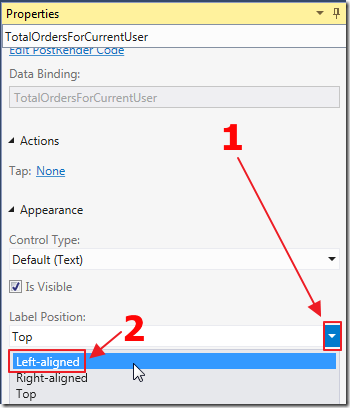 Properties
TotalOrdersForCurrentUser
Edit PostRender Code
Data Binding:
TotalOrdersForCurrentUser
1
Actions
Tap: None
Appearance
Control Type:
Default (Text)
Is Visible
Label Position:
2
Top
Left-aligned
Right-aligned
Top